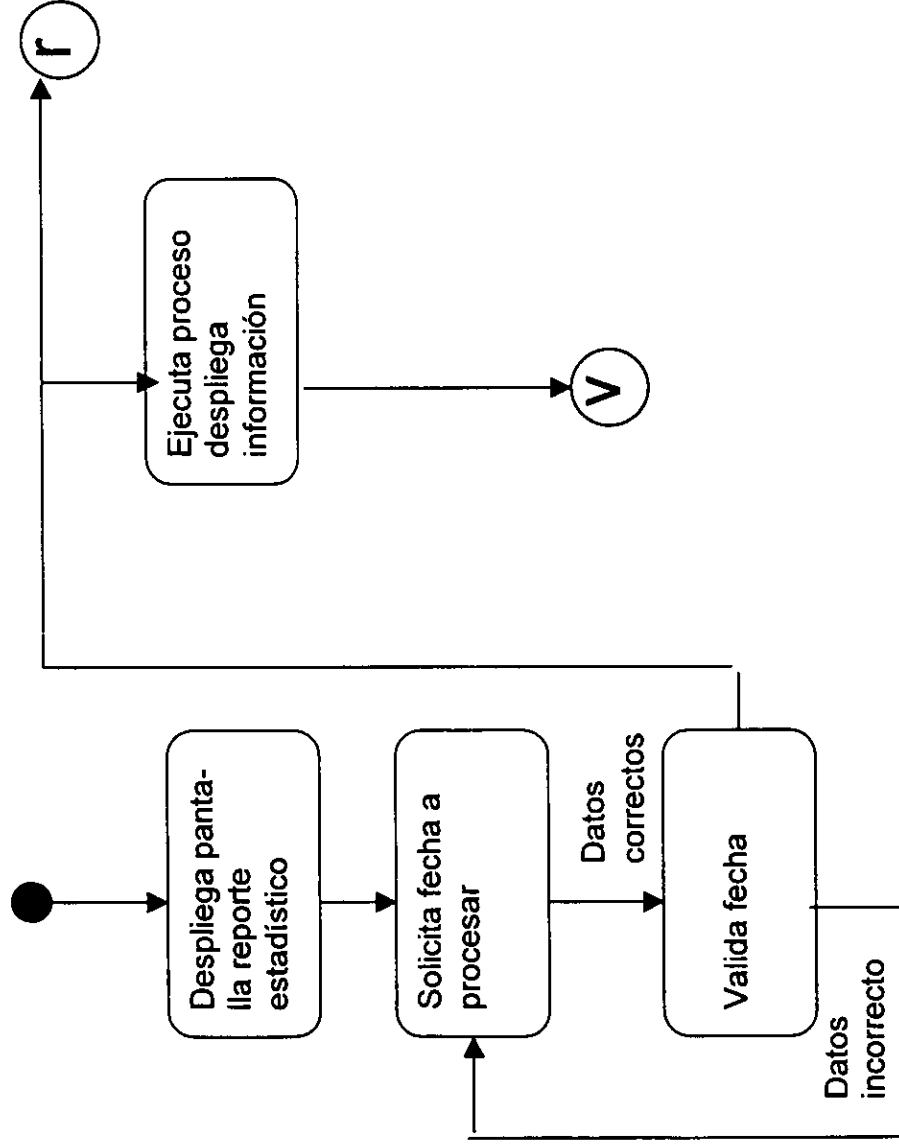 Despliega panta-
lla reporte
estadístico
Solicita fecha a
procesar
Datos
correctos
Valida fecha
Datos
incorrecto
r
Ejecuta proceso
despliega
información
V